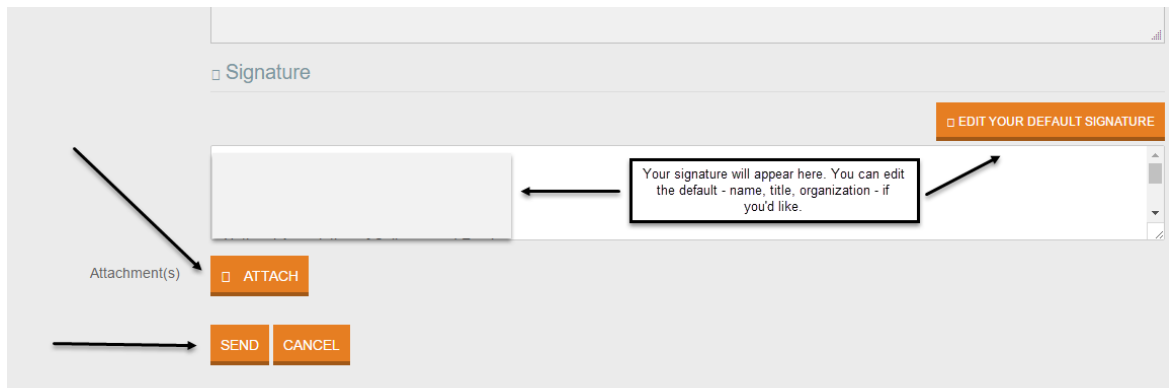 Signature
EDIT YOUR DEFAULT SIGNATURE
Your signature will appear here. You can edit
the default - name, title, organization - if
you'd like.
Attachment(s)
ATTACH
SEND
CANCEL